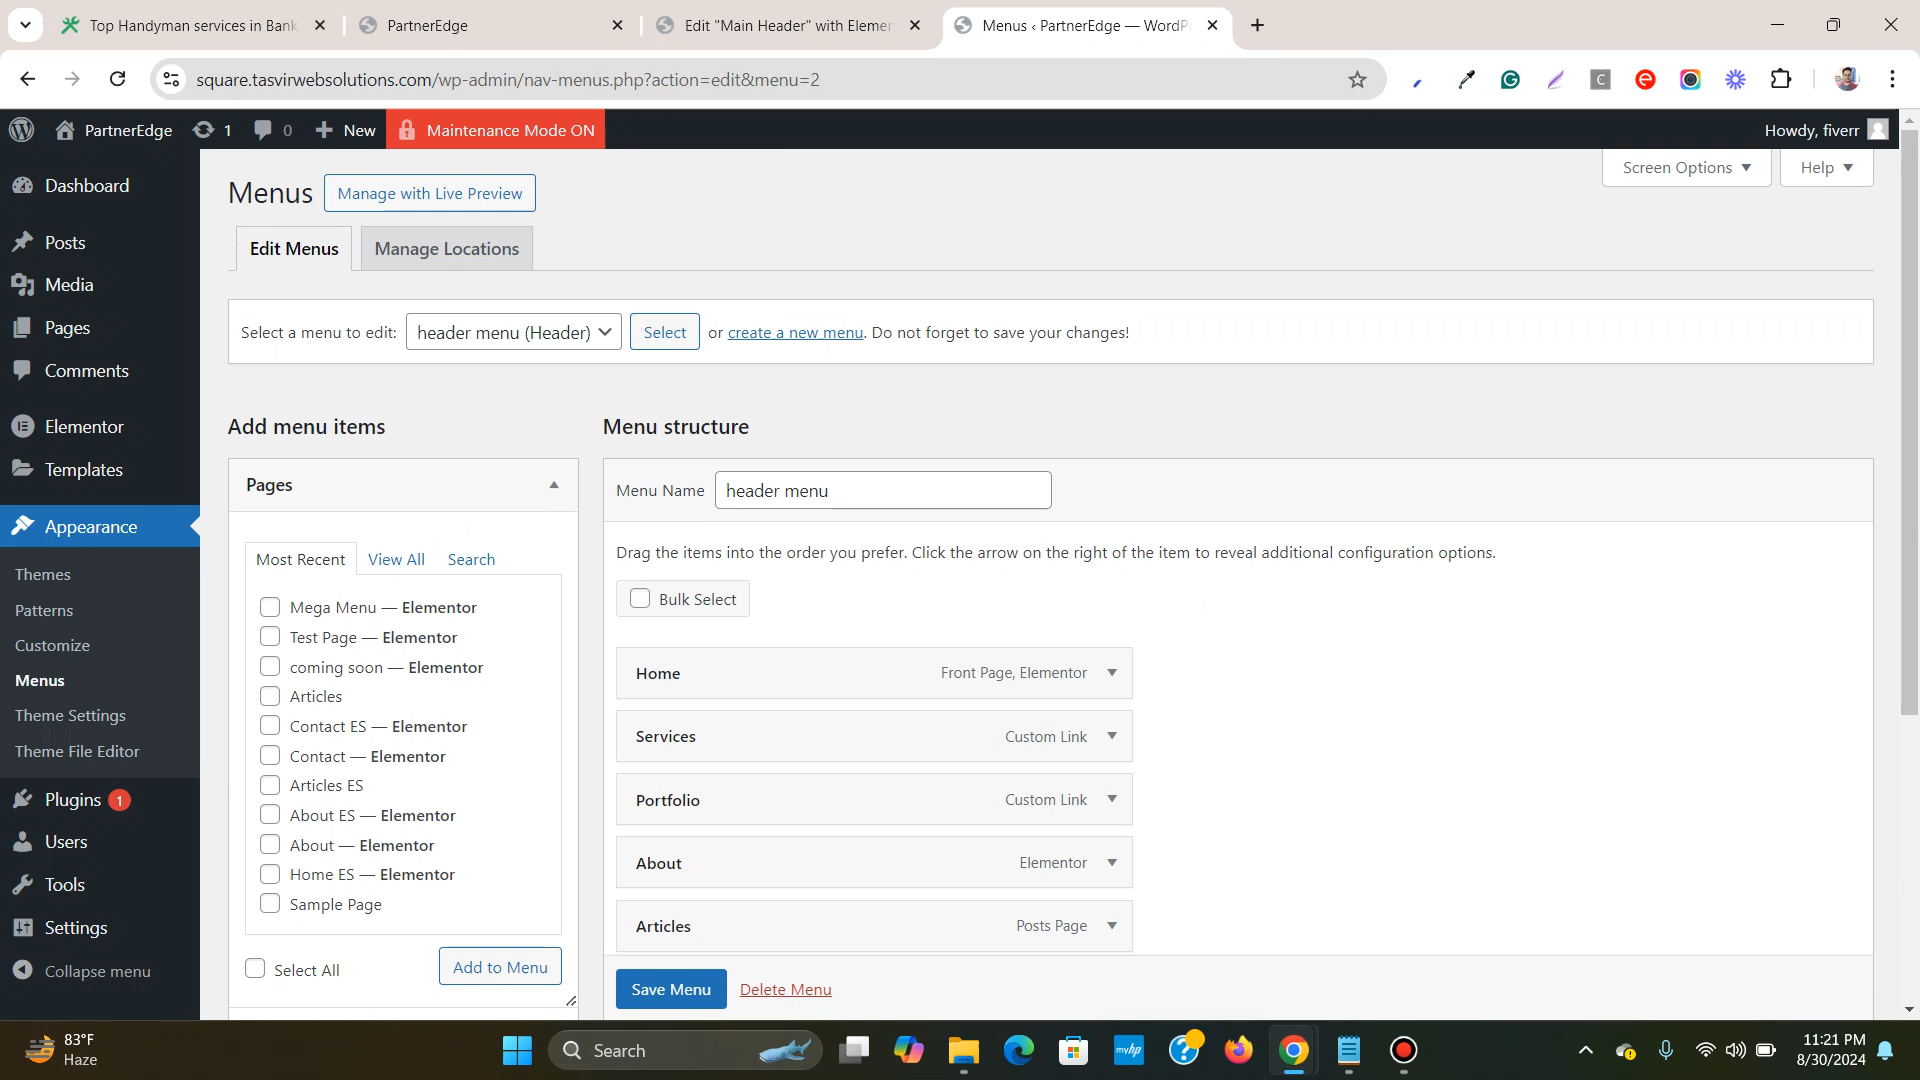 Top Handyman services in Bank
PartnerEdge
Edit "Main Header" with Elemen
Menus ‹ PartnerEdge — WordPr
square.tasvirwebsolutions.com/wp-admin/nav-menus.php?action=edit&menu=2
PartnerEdge
1
0
New
Maintenance Mode ON
Howdy, fiverr
Dashboard
Posts
Media
Pages
Comments
Elementor
Templates
Appearance
Themes
Patterns
Customize
Menus
Theme Settings
Theme File Editor
Plugins 1
Users
Tools
Settings
Collapse menu
Screen Options
Help
Menus
Manage with Live Preview
Edit Menus
Manage Locations
Select a menu to edit:
header menu (Header)
Select
or create a new menu. Do not forget to save your changes!
Add menu items
Pages
Most Recent
View All
Search
Mega Menu — Elementor
Test Page — Elementor
coming soon — Elementor
Articles
Contact ES — Elementor
Contact — Elementor
Articles ES
About ES — Elementor
About — Elementor
Home ES — Elementor
Sample Page
Select All
Add to Menu
Menu structure
Menu Name
header menu
Drag the items into the order you prefer. Click the arrow on the right of the item to reveal additional configuration options.
Bulk Select
Home
Front Page, Elementor
Services
Custom Link
Portfolio
Custom Link
About
Elementor
Articles
Posts Page
Save Menu
Delete Menu
83°F
Haze
Search
myhp
11:21 PM
8/30/2024